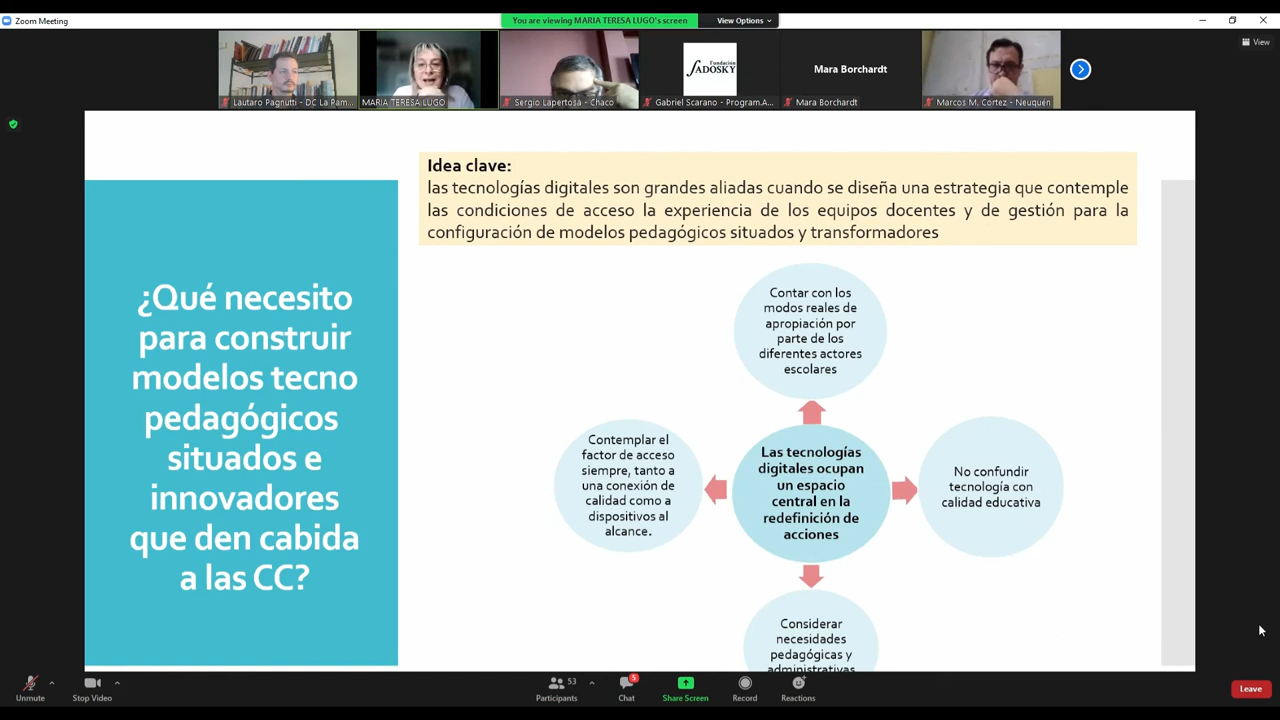 Zoom Meeting
You are viewing MARIA TERESA LUGO's screen
View Options
View
Lautaro Pagnutti - DC La Pam...
MARIA TERESA LUGO
Sergio Lapertosa - Chaco
Fundación
SADOSKY
Gabriel Scarano - Program.A...
Mara Borchardt
Mara Borchardt
Marcos M. Cortez - Neuquén
Idea clave:
las tecnologías digitales son grandes aliadas cuando se diseña una estrategia que contemple
las condiciones de acceso la experiencia de los equipos docentes y de gestión para la
configuración de modelos pedagógicos situados y transformadores
¿Qué necesito
para construir
modelos tecno
pedagógicos
situados e
innovadores
que den cabida
a las CC?
Contar con los
modos reales de
apropiación por
parte de los
diferentes actores
escolares
Contemplar el
factor de acceso
siempre, tanto a
una conexión de
calidad como a
dispositivos al
alcance.
Las tecnologías
digitales ocupan
un espacio
central en la
redefinición de
acciones
No confundir
tecnología con
calidad educativa
Considerar
necesidades
pedagógicas y
administrativas
Unmute
Stop Video
Participants
53
Chat
5
Share Screen
Record
Reactions
Leave